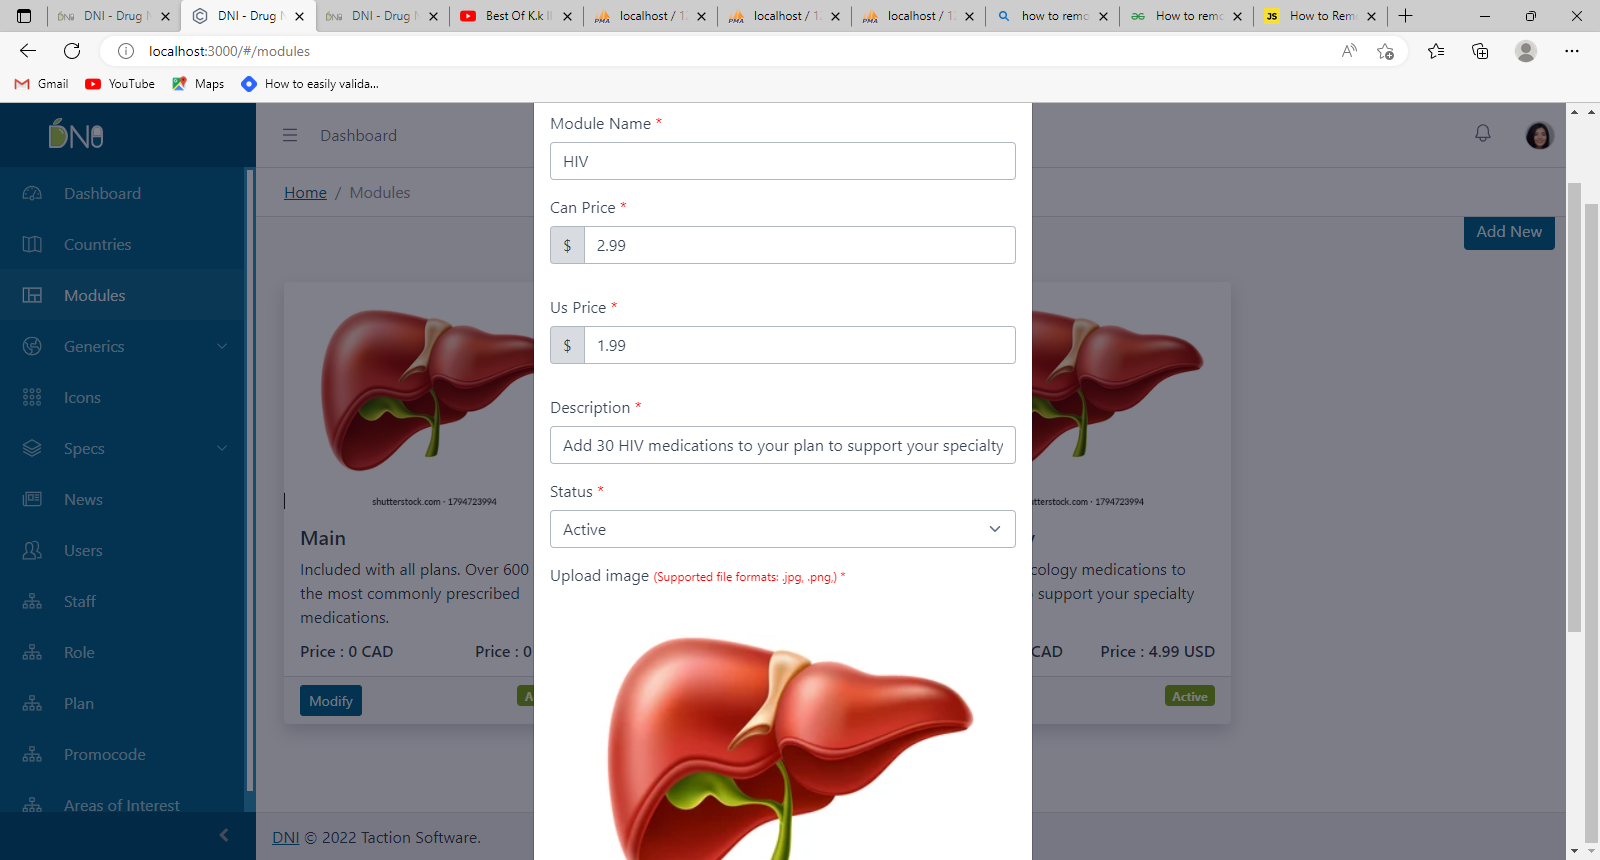 DNI - Drug
DNI - Drug
DNI - Drug
Best Of K.k
localhost / 1
localhost / 1
localhost / 1
how to remo
How to remo
JS How to Rem
localhost:3000/#/modules
Gmail
YouTube
Maps
How to easily valida...
DNI
Dashboard
Home / Modules
Add New
Dashboard
Countries
Modules
Generics
Icons
Specs
News
Users
Staff
Role
Plan
Promocode
Areas of Interest
Module Name *
HIV
Can Price *
$ 2.99
Us Price *
$ 1.99
Description *
Add 30 HIV medications to your plan to support your specialty
Status *
Active
Upload image (Supported file formats: .jpg, .png,) *
shutterstock.com · 1794723994
Main
Included with all plans. Over 600
the most commonly prescribed
medications.
Price : 0 CAD Price : 0
Modify
tterstock.com · 1794723994
cology medications to
support your specialty
CAD Price : 4.99 USD
Active
DNI © 2022 Taction Software.